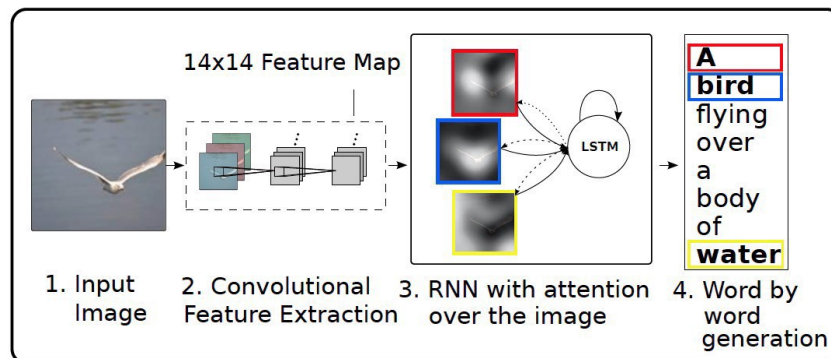 14x14 Feature Map
LSTM
A
bird
flying
over
a
body
of
water
1. Input
Image
2. Convolutional
Feature Extraction
3. RNN with attention
over the image
4. Word by
word
generation